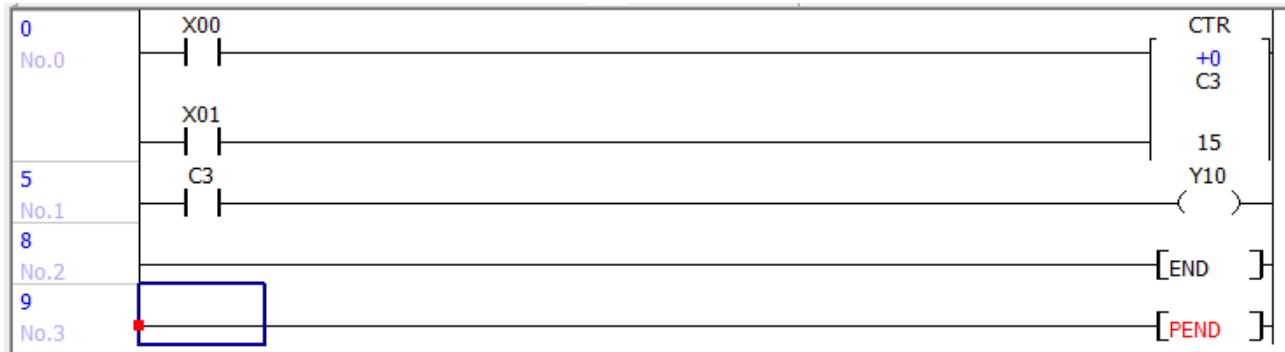 0 X00 CTR
No.0 +0
C3
X01
15
5 C3 Y10
No.1
8
No.2 END
9
No.3 PEND